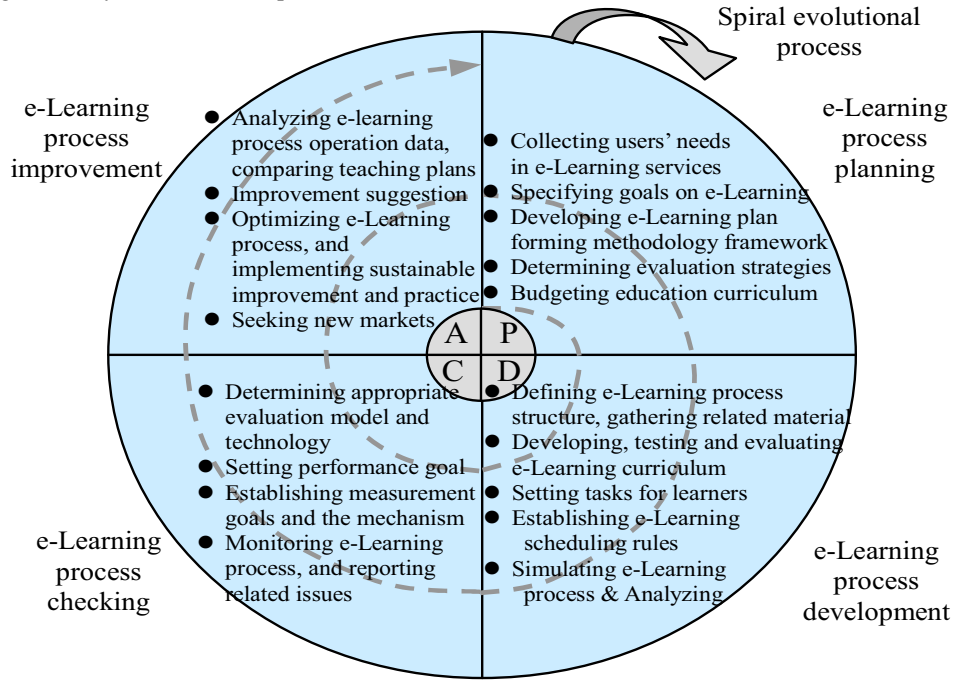 Spiral evolutional
process
e-Learning
process
improvement
● Analyzing e-learning
process operation data,
comparing teaching plans
● Improvement suggestion
● Optimizing e-Learning
process, and
implementing sustainable
improvement and practice
● Seeking new markets
e-Learning
process
planning
● Collecting users’ needs
in e-Learning services
● Specifying goals on e-Learning
● Developing e-Learning plan
forming methodology framework
● Determining evaluation strategies
● Budgeting education curriculum
A P
C D
● Determining appropriate
evaluation model and
technology
● Setting performance goal
● Establishing measurement
goals and the mechanism
● Monitoring e-Learning
process, and reporting
related issues
e-Learning
process
checking
● Defining e-Learning process
structure, gathering related material
● Developing, testing and evaluating
e-Learning curriculum
● Setting tasks for learners
● Establishing e-Learning
scheduling rules
● Simulating e-Learning
process & Analyzing
e-Learning
process
development